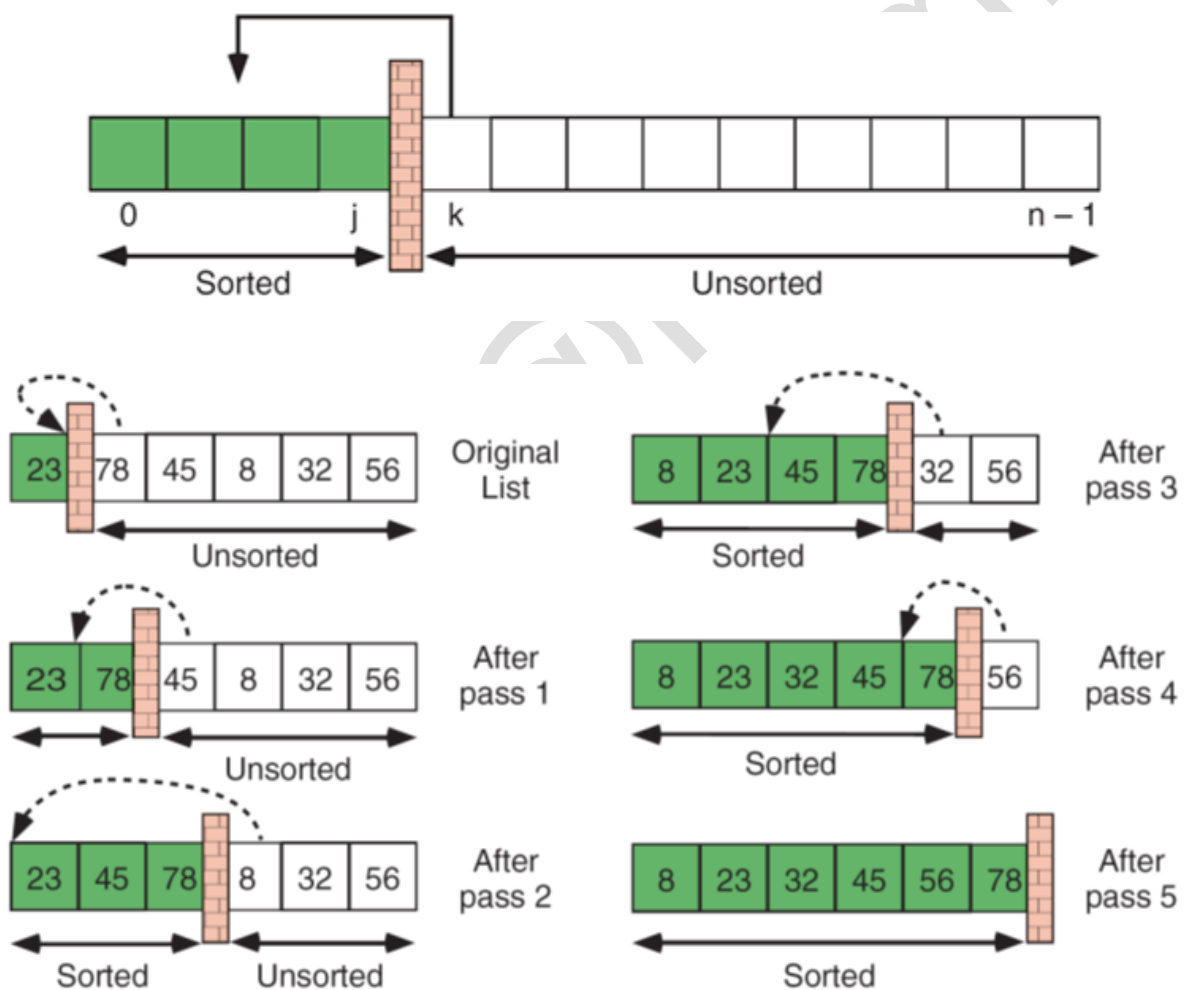 0 j k n – 1
Sorted Unsorted
23 78 45 8 32 56
Original
List
Unsorted
23 78 45 8 32 56
After
pass 1
Unsorted
23 45 78 8 32 56
After
pass 2
Sorted Unsorted
8 23 45 78 32 56
After
pass 3
Sorted
8 23 32 45 78 56
After
pass 4
Sorted
8 23 32 45 56 78
After
pass 5
Sorted